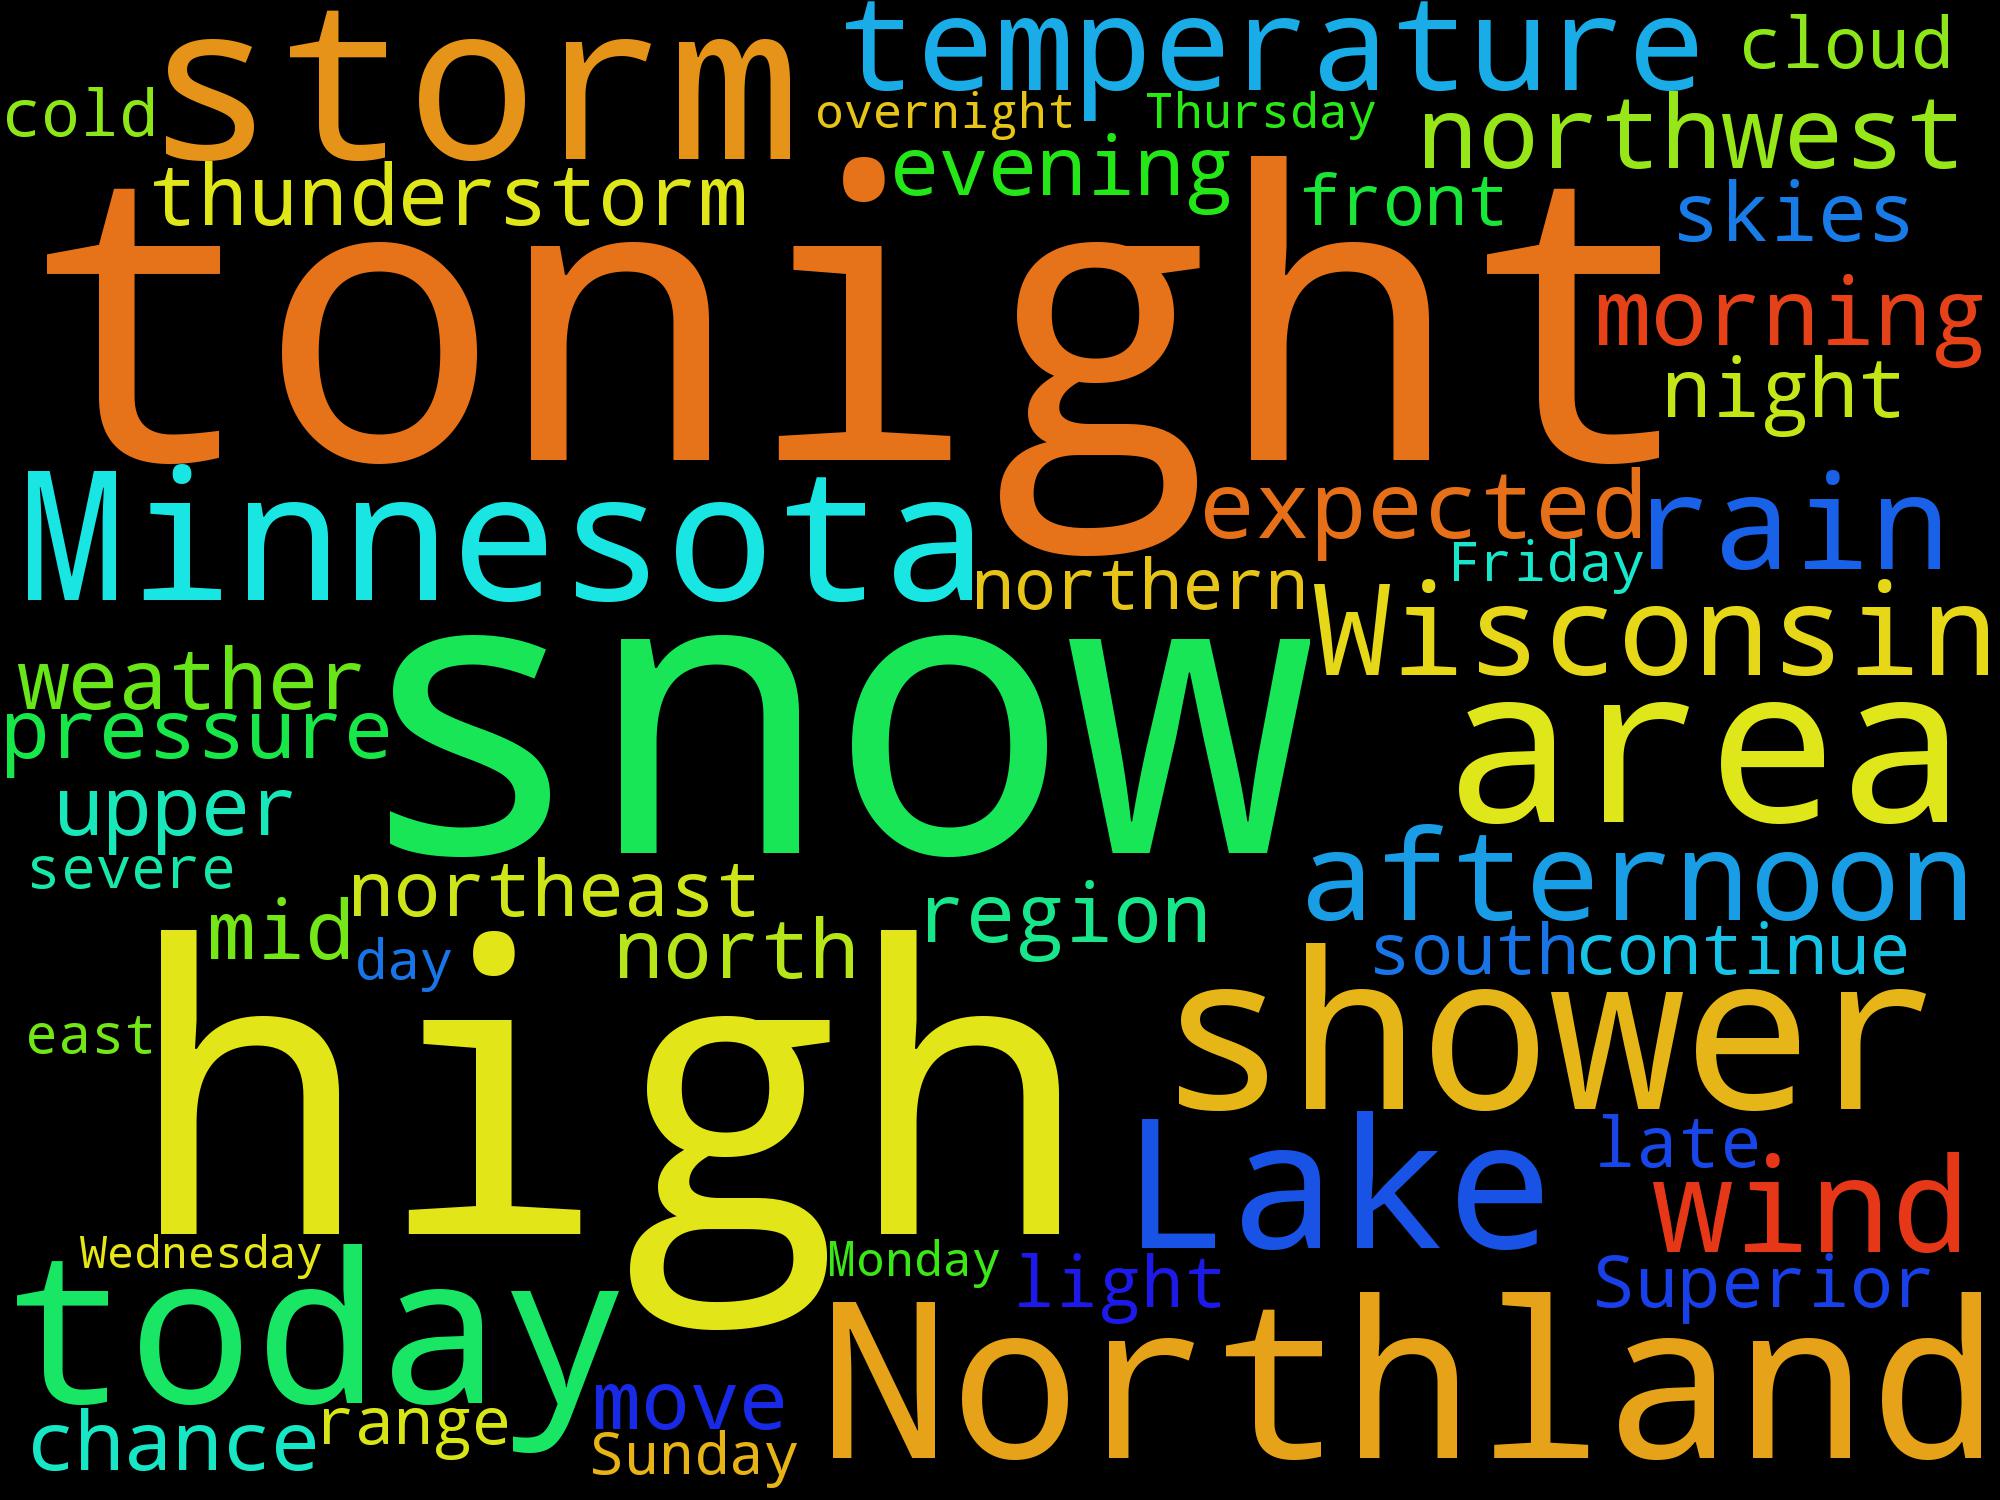 storm
temperature
cloud
cold
overnight
Thursday
northwest
thunderstorm
evening
front
skies
tonight
morning
night
Minnesota
expected
rain
northern
Friday
Wisconsin
weather
snow
area
pressure
upper
severe
northeast
region
afternoon
mid
day
north
south
continue
east
high
shower
Lake
late
wind
Wednesday
Monday
light
Superior
today
Northland
move
chance
range
Sunday